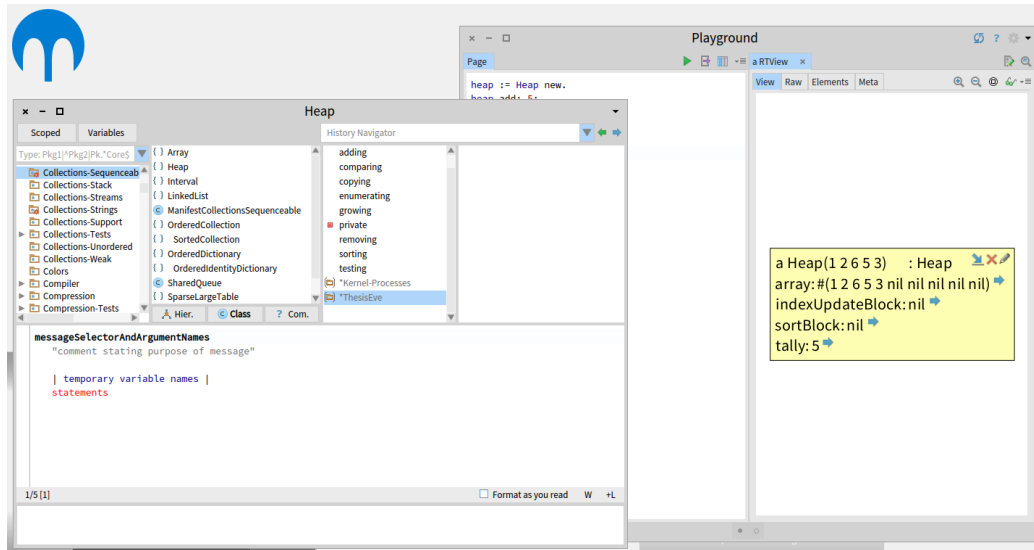 Playground
Page
a RTView
View Raw Elements Meta
heap := Heap new.
heap add: 5;
Heap
Scoped Variables History Navigator
Type: Pkg1|^Pkg2|Pk.*Core$
Collections-Sequenceab
Collections-Stack
Collections-Streams
Collections-Strings
Collections-Support
Collections-Tests
Collections-Unordered
Collections-Weak
Colors
Compiler
Compression
Compression-Tests
Array
Heap
Interval
LinkedList
ManifestCollectionsSequenceable
OrderedCollection
SortedCollection
OrderedDictionary
OrderedIdentityDictionary
SharedQueue
SparseLargeTable
Hier. Class ? Com.
adding
comparing
copying
enumerating
growing
private
removing
sorting
testing
*Kernel-Processes
*ThesisEve
messageSelectorAndArgumentNames
"comment stating purpose of message"
| temporary variable names |
statements
1/5 [1] Format as you read W +L
a Heap(1 2 6 5 3) : Heap
array: #(1 2 6 5 3 nil nil nil nil nil)
indexUpdateBlock: nil
sortBlock: nil
tally: 5